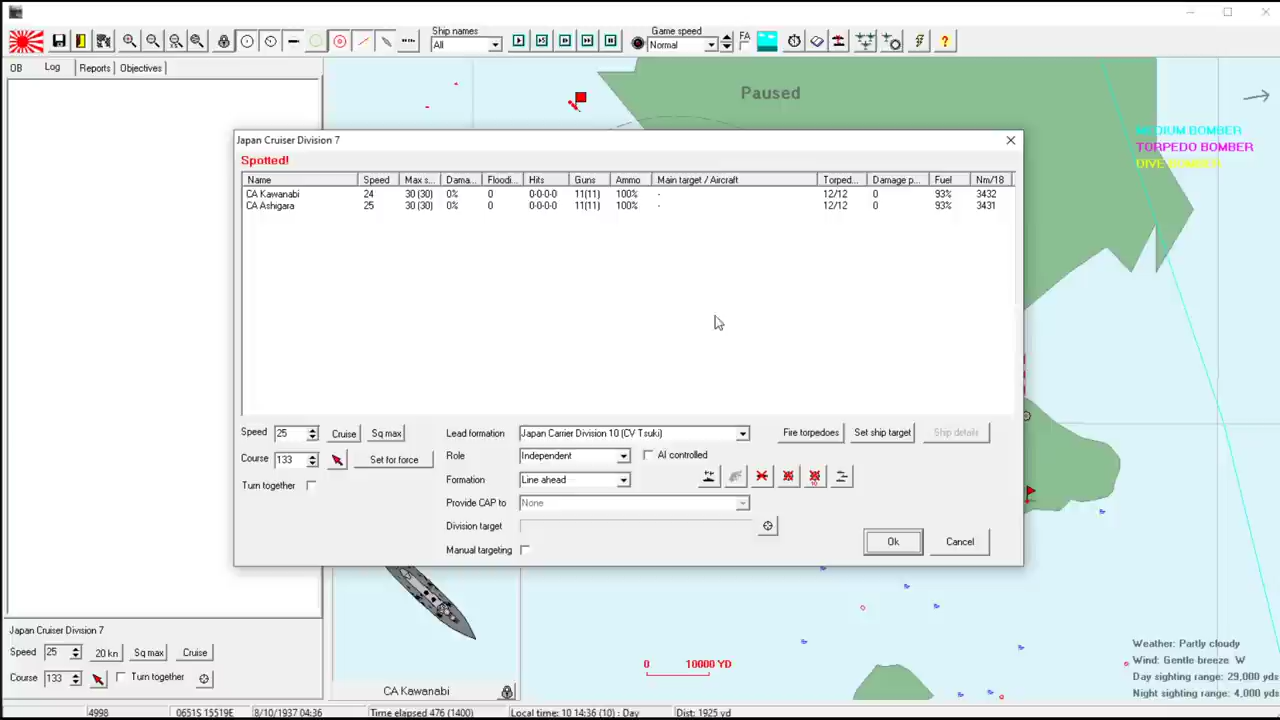 Ship names
All
Game speed
Normal
FA
OB
Log
Reports
Objectives
Paused
MEDIUM BOMBER
TORPEDO BOMBER
DIVE BOMBER
Japan Cruiser Division 7
Spotted!
Name Speed Max s... Dama... Floodi... Hits Guns Ammo Main target / Aircraft Torped... Damage p... Fuel Nm/18
CA Kawanabi 24 30 (30) 0% 0 0-0-0-0 11(11) 100% - 12/12 0 93% 3432
CA Ashigara 25 30 (30) 0% 0 0-0-0-0 11(11) 100% - 12/12 0 93% 3431
Speed 25 Cruise Sq max
Course 133 Set for force
Turn together
Lead formation Japan Carrier Division 10 (CV Tsuki)
Role Independent AI controlled
Formation Line ahead
Provide CAP to None
Division target
Manual targeting
Fire torpedoes Set ship target Ship details
10
Ok Cancel
Japan Cruiser Division 7
Speed 25 20 kn Sq max Cruise
Course 133 Turn together
CA Kawanabi
0 10000 YD
Weather: Partly cloudy
Wind: Gentle breeze W
Day sighting range: 29,000 yds
Night sighting range: 4,000 yds
4998 0651S 15519E 8/10/1937 04:36 Time elapsed 476 (1400) Local time: 10 14:36 (10) : Day Dist: 1925 yd